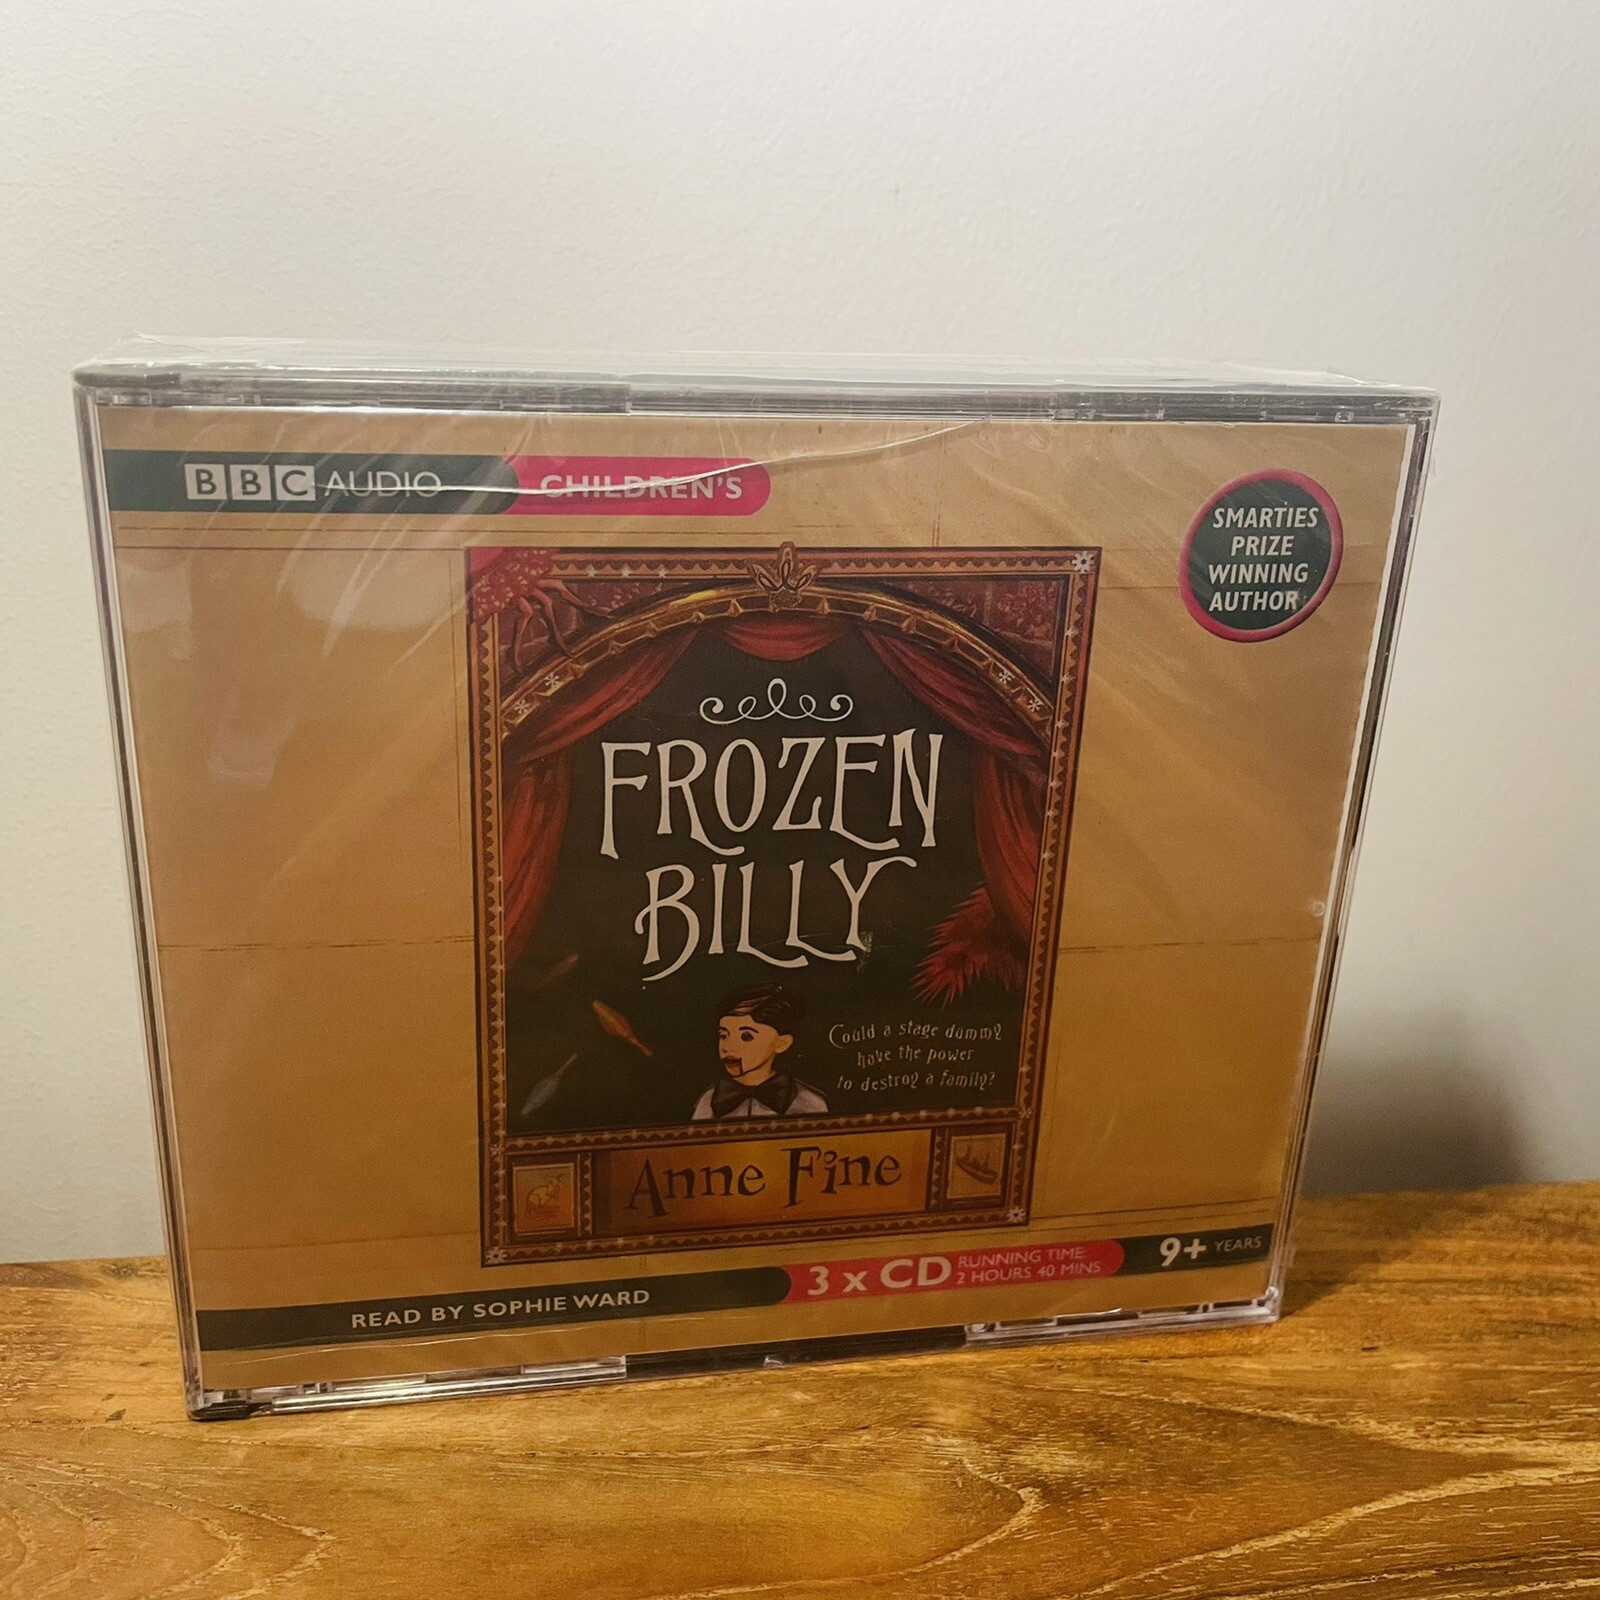 BBC AUDIO CHILDREN'S
SMARTIES
PRIZE
WINNING
AUTHOR
FROZEN
BILLY
Could a stage dummy
have the power
to destroy a family?
Anne Fine
READ BY SOPHIE WARD
3 x CD
RUNNING TIME:
2 HOURS 40 MINS
9+ YEARS